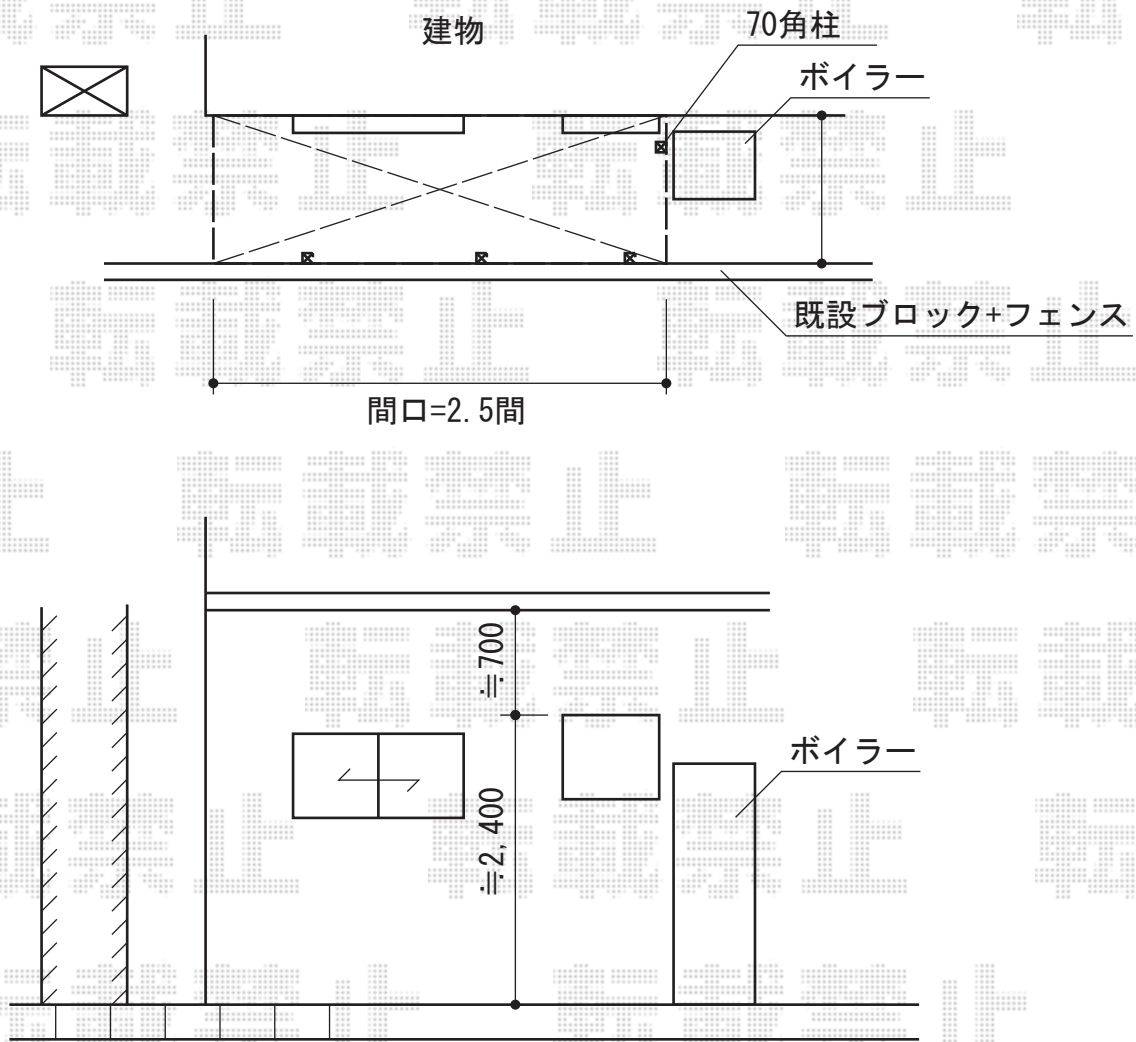 建物
70角柱
ボイラー
既設ブロック+フェンス
間口=2.5間
≒700
ボイラー
≒2,400
転載禁止